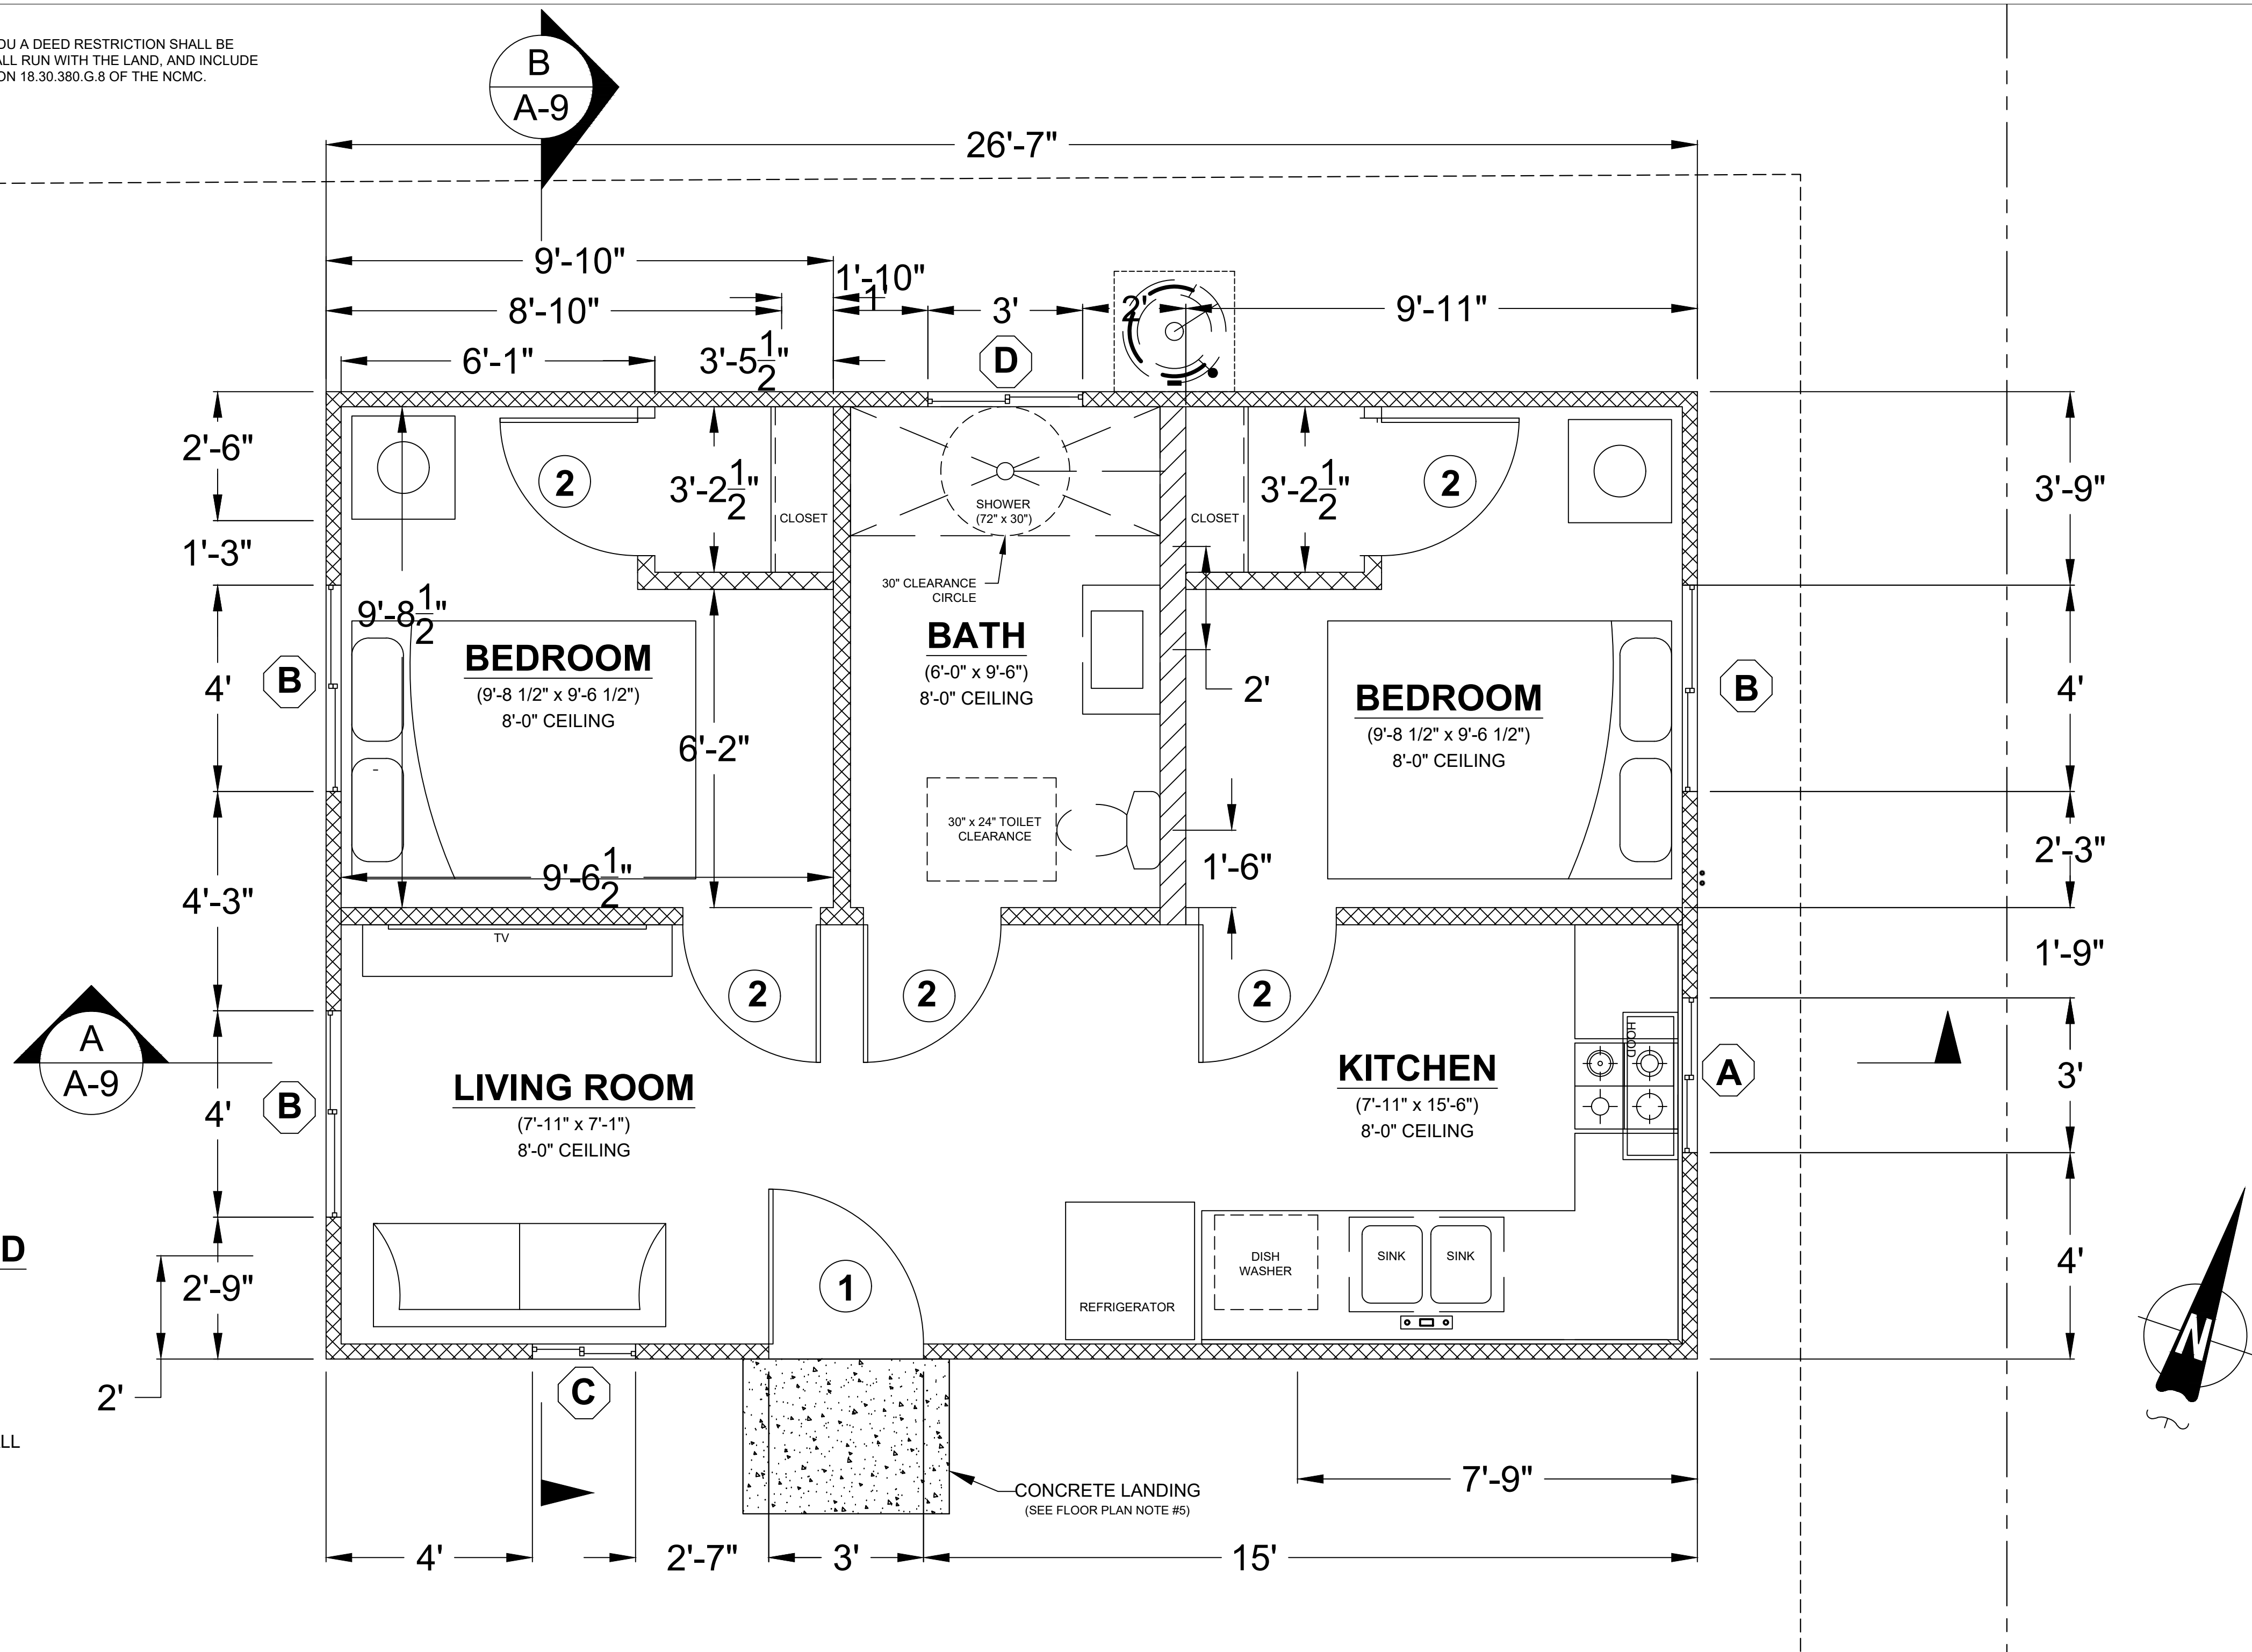 OU A DEED RESTRICTION SHALL BE
ALL RUN WITH THE LAND, AND INCLUDE
ON 18.30.380.G.8 OF THE NCMC.
B
A-9
26'-7"
9'-10"
1'-10"
8'-10"
1'
3'
2'
9'-11"
6'-1"
3'-5 1/2"
D
2'-6"
2
3'-2 1/2"
CLOSET
SHOWER
(72" x 30")
CLOSET
3'-2 1/2"
2
3'-9"
1'-3"
30" CLEARANCE
CIRCLE
9'-8 1/2"
BEDROOM
(9'-8 1/2" x 9'-6 1/2")
8'-0" CEILING
BATH
(6'-0" x 9'-6")
8'-0" CEILING
2'
BEDROOM
(9'-8 1/2" x 9'-6 1/2")
8'-0" CEILING
4'
B
B
4'
6'-2"
30" x 24" TOILET
CLEARANCE
1'-6"
2'-3"
9'-6 1/2"
4'-3"
TV
1'-9"
2
2
2
HOOD
A
A-9
4'
B
LIVING ROOM
(7'-11" x 7'-1")
8'-0" CEILING
KITCHEN
(7'-11" x 15'-6")
8'-0" CEILING
A
3'
D
2'-9"
1
REFRIGERATOR
DISH
WASHER
SINK
SINK
4'
N
2'
C
LL
CONCRETE LANDING
(SEE FLOOR PLAN NOTE #5)
7'-9"
4'
2'-7"
3'
15'